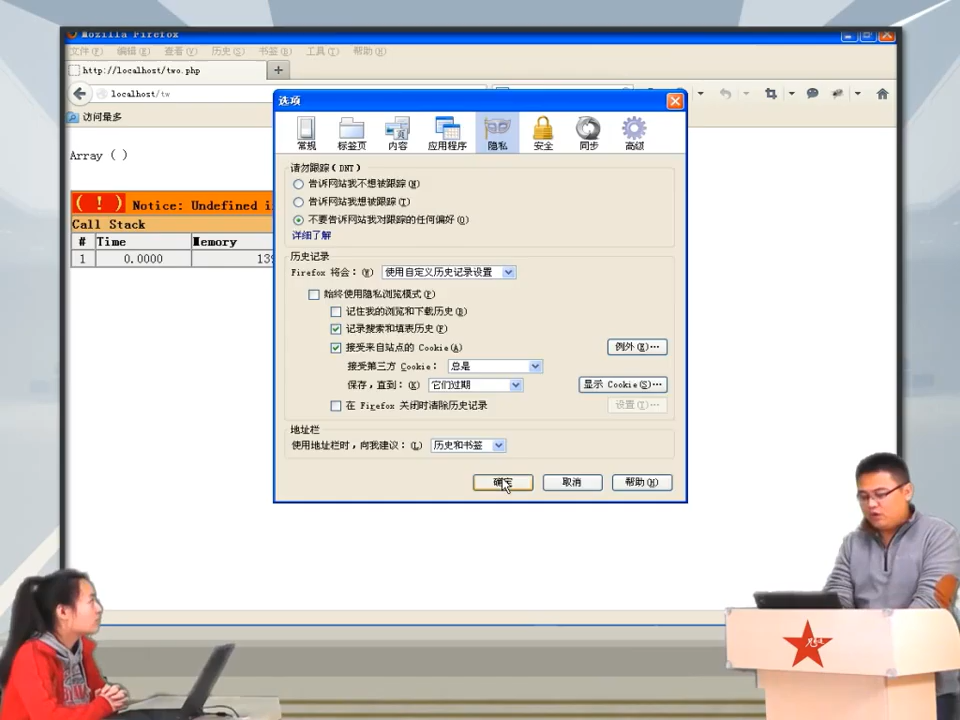 Mozilla Firefox
文件(F) 编辑(E) 查看(V) 历史(S) 书签(B) 工具(T) 帮助(H)
http://localhost/two.php
localhost/tw
访问最多
Array ( )
( ! ) Notice: Undefined i
Call Stack
# Time Memory
1 0.0000 139
选项
常规 标签页 内容 应用程序 隐私 安全 同步 高级
请勿跟踪(DNT)
告诉网站我不想被跟踪(N)
告诉网站我想被跟踪(T)
不要告诉网站我对跟踪的任何偏好(O)
详细了解
历史记录
Firefox 将会：(W) 使用自定义历史记录设置
始终使用隐私浏览模式(P)
记住我的浏览和下载历史(B)
记录搜索和填表历史(F)
接受来自站点的 Cookie(A) 例外(E)…
接受第三方 Cookie： 总是
保存，直到：(K) 它们过期 显示 Cookie(S)…
在 Firefox 关闭时清除历史记录 设置(T)…
地址栏
使用地址栏时，向我建议：(L) 历史和书签
确定 取消 帮助(H)